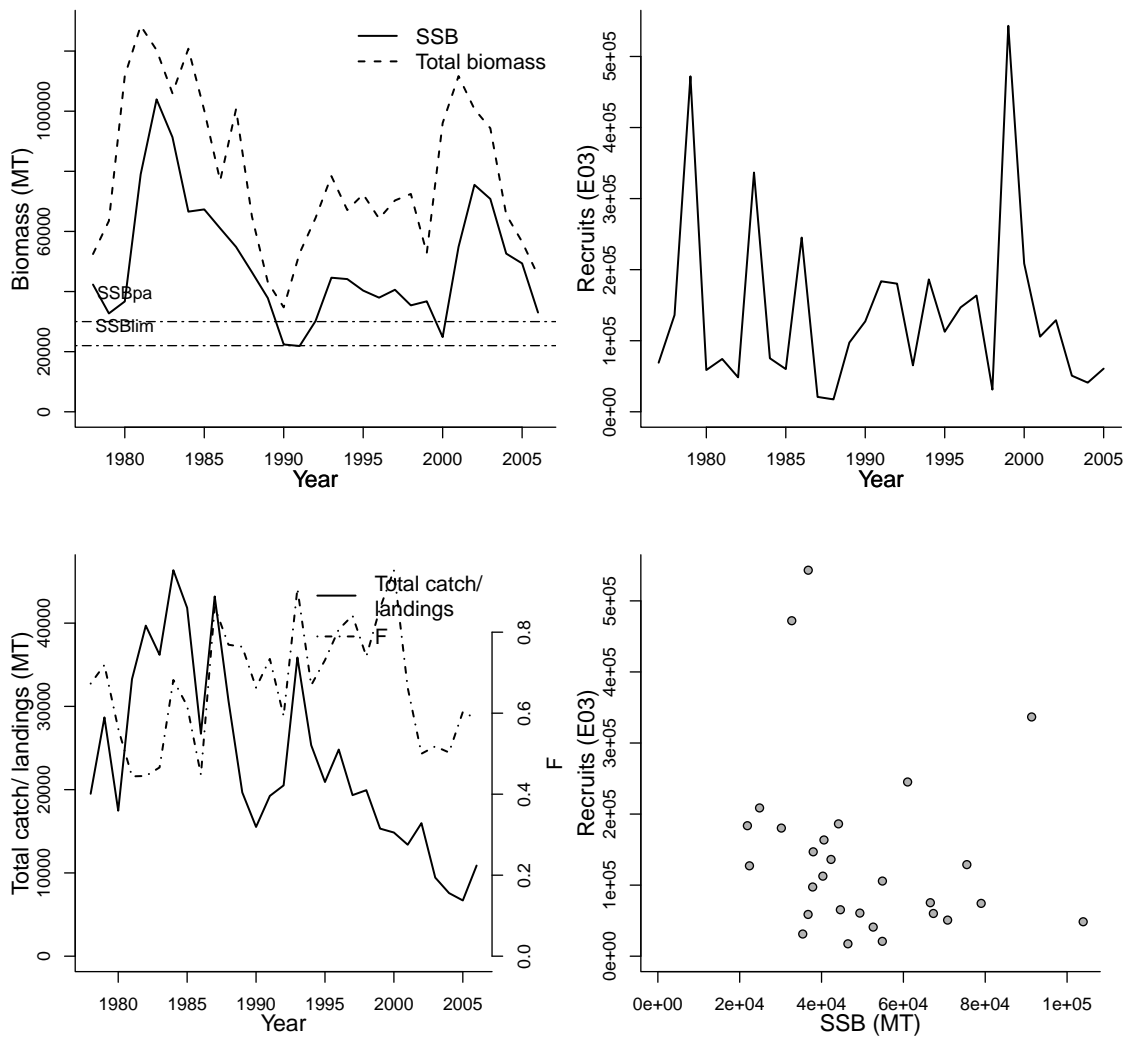 SSB
Total biomass
Biomass (MT)
0
20000
60000
100000
SSBpa
SSBlim
1980
1985
1990
1995
2000
2005
Year
Recruits (E03)
0e+00
1e+05
2e+05
3e+05
4e+05
5e+05
1980
1985
1990
1995
2000
2005
Year
Total catch/
landings
F
Total catch/ landings (MT)
0
10000
20000
30000
40000
F
0.0
0.2
0.4
0.6
0.8
1980
1985
1990
1995
2000
2005
Year
Recruits (E03)
0e+00
1e+05
2e+05
3e+05
4e+05
5e+05
0e+00
2e+04
4e+04
6e+04
8e+04
1e+05
SSB (MT)